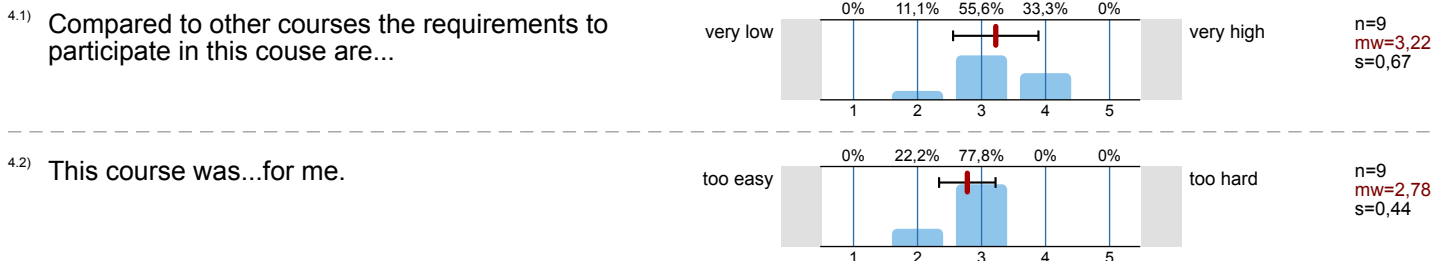 4.1) Compared to other courses the requirements to
participate in this couse are...
0% 11,1% 55,6% 33,3% 0%
very low
very high
1 2 3 4 5
n=9
mw=3,22
s=0,67
4.2) This course was...for me.
0% 22,2% 77,8% 0% 0%
too easy
too hard
1 2 3 4 5
n=9
mw=2,78
s=0,44